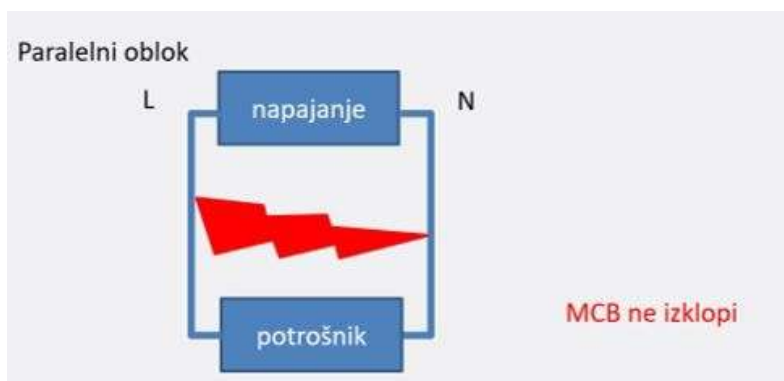 Paralelni oblok
L
napajanje
N
potrošnik
MCB ne izklopi